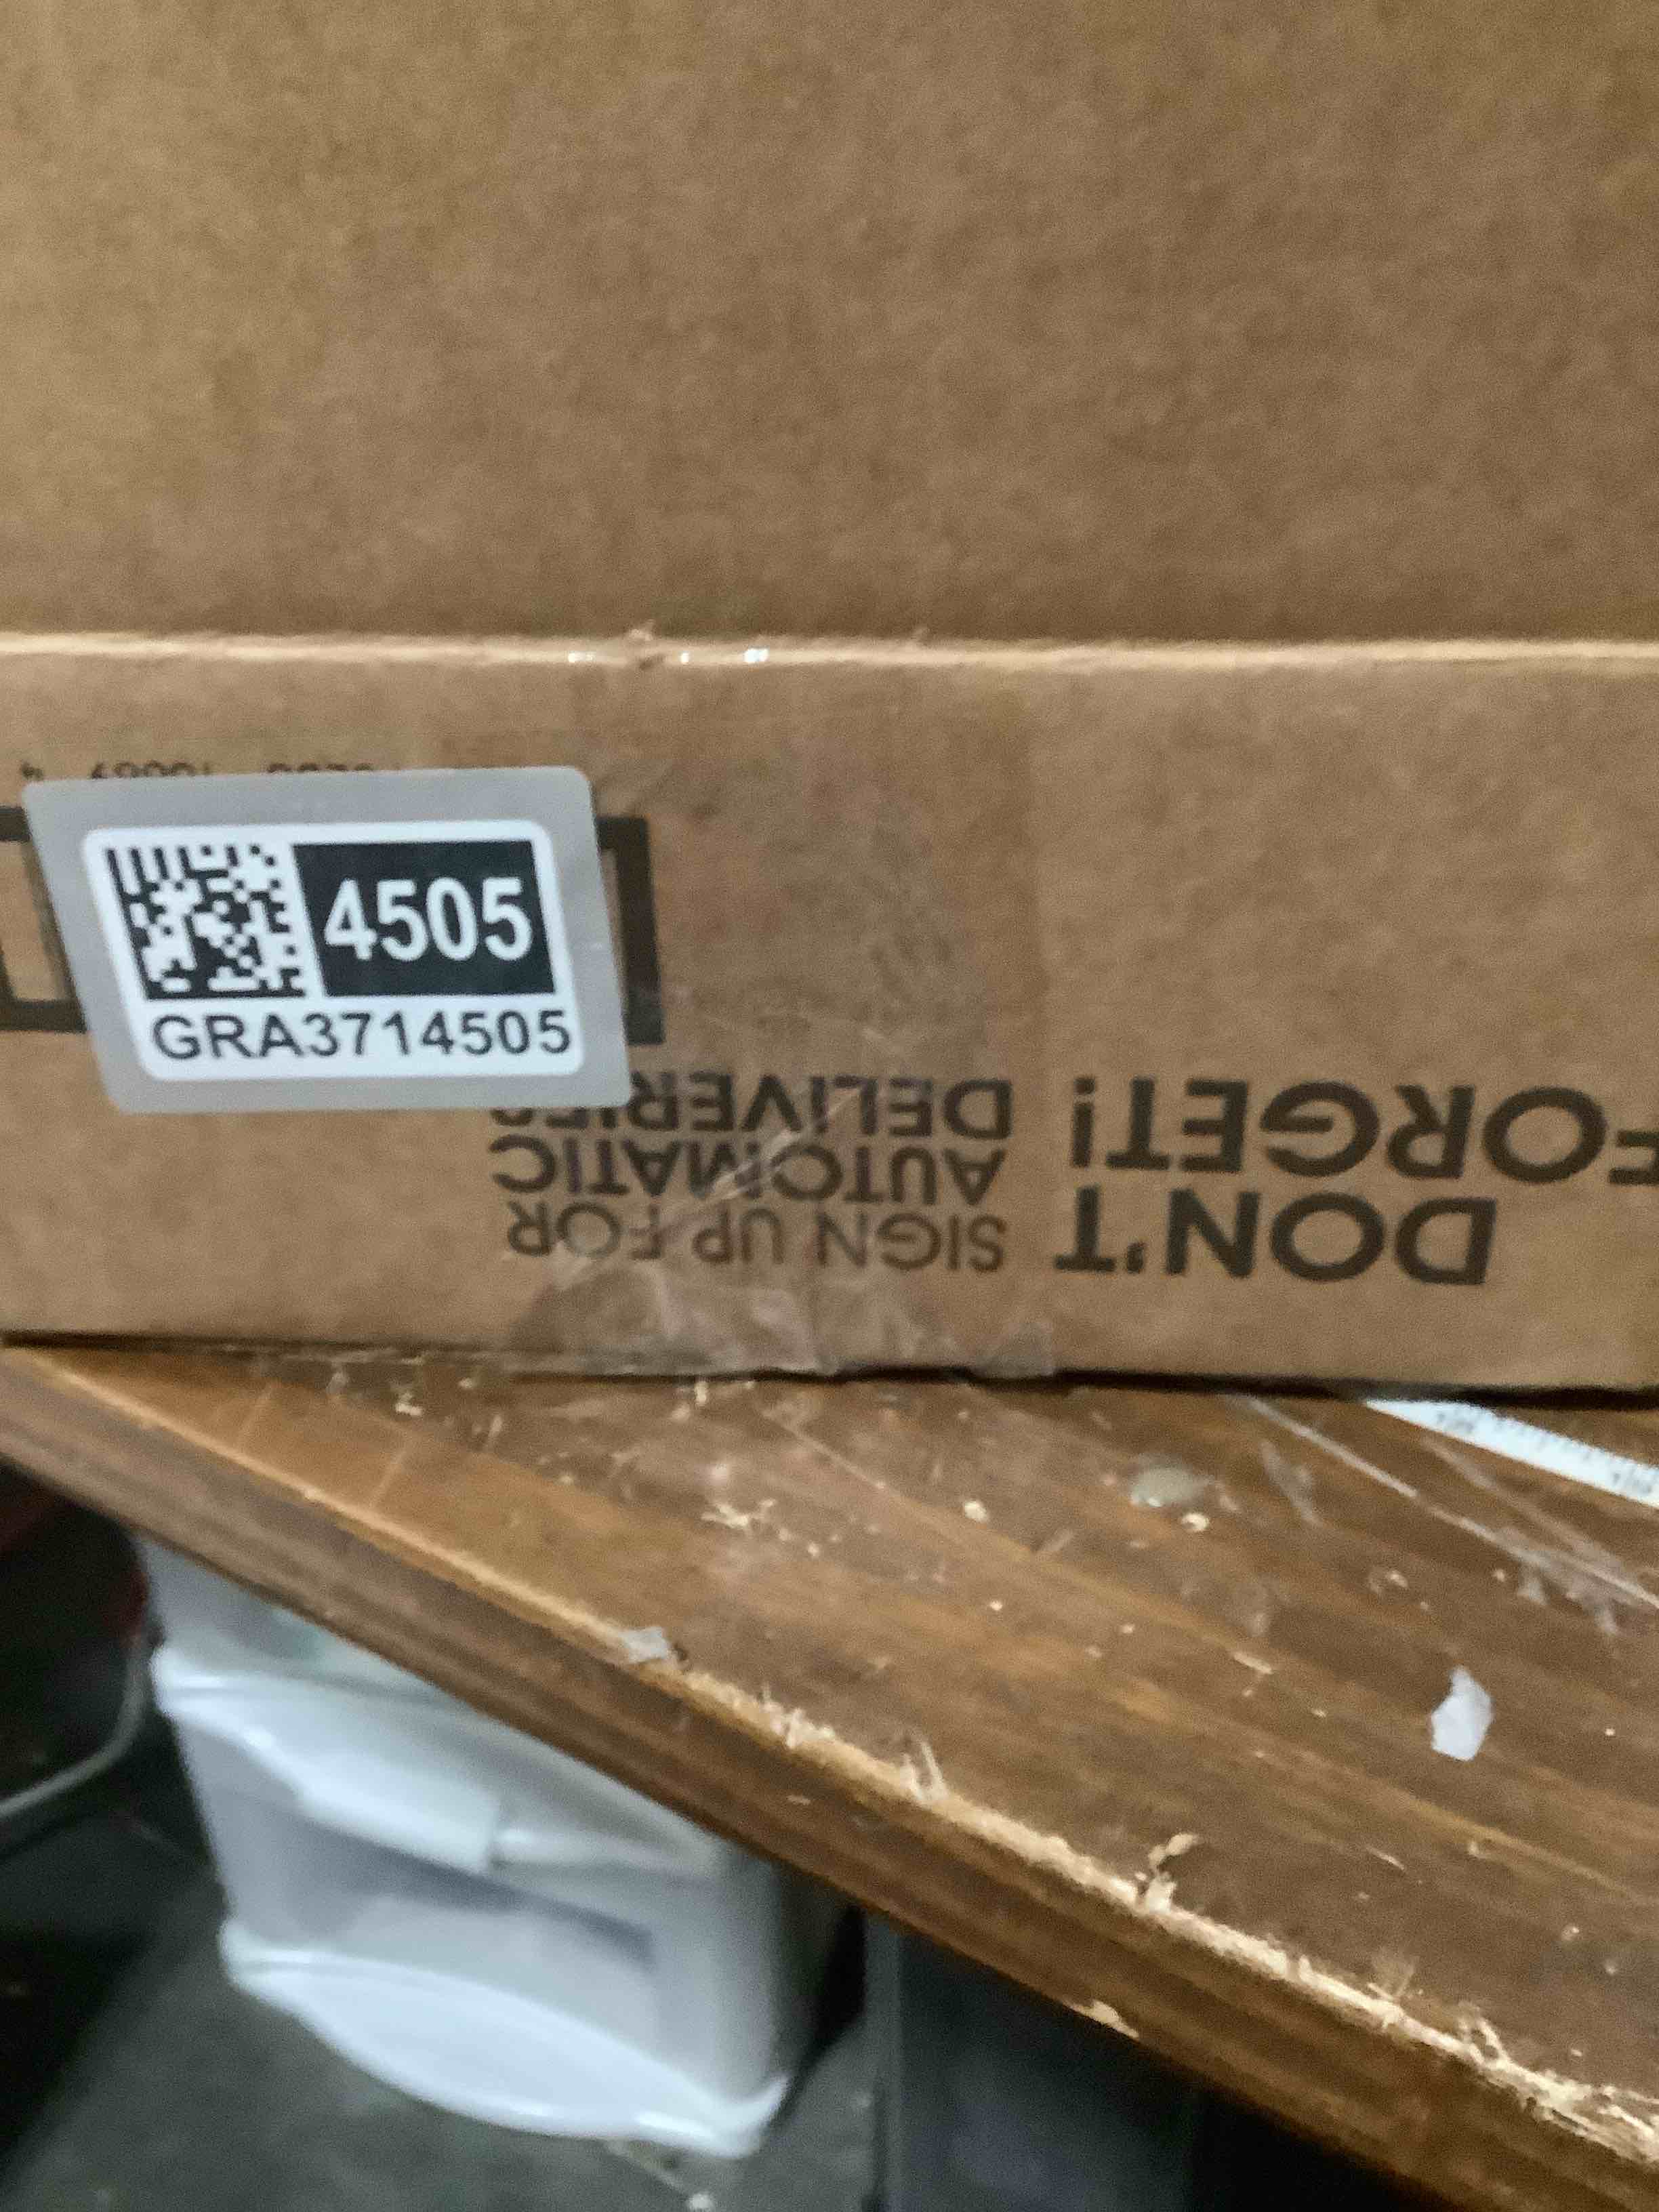 4505
GRA3714505
DON'T
FORGET!
SIGN UP FOR
AUTOMATIC
DELIVERIES